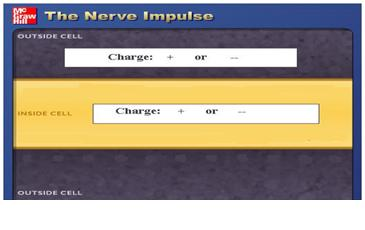 Mc
Graw
Hill
The Nerve Impulse
OUTSIDE CELL
Charge: + or --
INSIDE CELL
Charge: + or --
OUTSIDE CELL